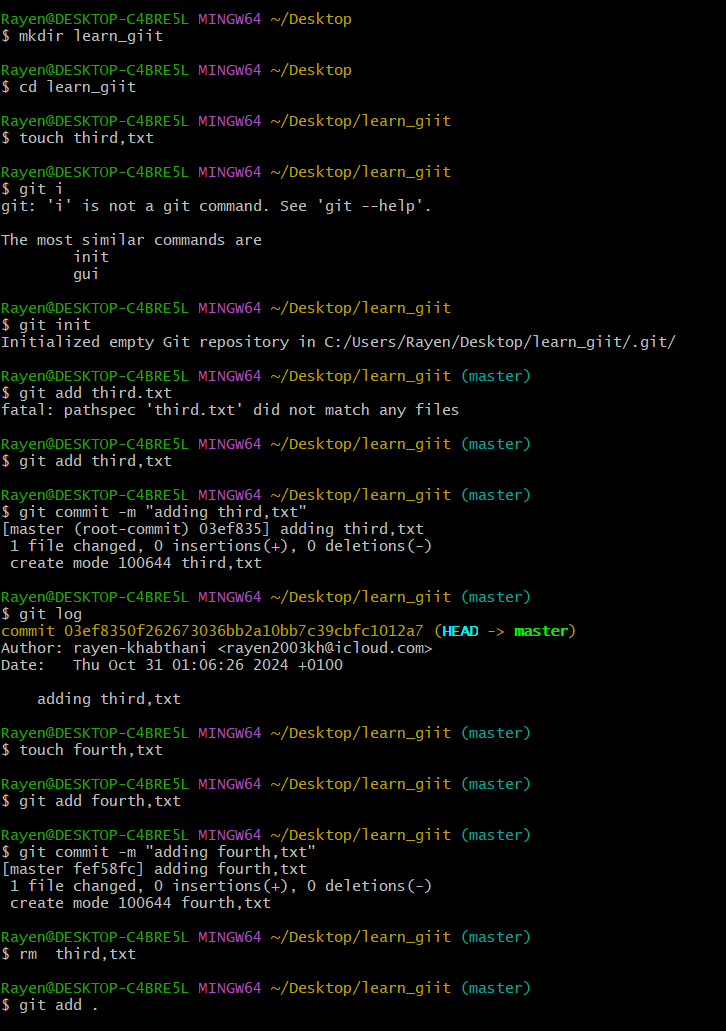 Rayen@DESKTOP-C4BRE5L MINGW64 ~/Desktop
$ mkdir learn_giit
Rayen@DESKTOP-C4BRE5L MINGW64 ~/Desktop
$ cd learn_giit
Rayen@DESKTOP-C4BRE5L MINGW64 ~/Desktop/learn_giit
$ touch third,txt
Rayen@DESKTOP-C4BRE5L MINGW64 ~/Desktop/learn_giit
$ git i
git: 'i' is not a git command. See 'git --help'.
The most similar commands are
init
gui
Rayen@DESKTOP-C4BRE5L MINGW64 ~/Desktop/learn_giit
$ git init
Initialized empty Git repository in C:/Users/Rayen/Desktop/learn_giit/.git/
Rayen@DESKTOP-C4BRE5L MINGW64 ~/Desktop/learn_giit (master)
$ git add third.txt
fatal: pathspec 'third.txt' did not match any files
Rayen@DESKTOP-C4BRE5L MINGW64 ~/Desktop/learn_giit (master)
$ git add third,txt
Rayen@DESKTOP-C4BRE5L MINGW64 ~/Desktop/learn_giit (master)
$ git commit -m "adding third,txt"
[master (root-commit) 03ef835] adding third,txt
1 file changed, 0 insertions(+), 0 deletions(-)
create mode 100644 third,txt
Rayen@DESKTOP-C4BRE5L MINGW64 ~/Desktop/learn_giit (master)
$ git log
commit 03ef8350f262673036bb2a10bb7c39cbfc1012a7 (HEAD -> master)
Author: rayen-khabthani <rayen2003kh@icloud.com>
Date:   Thu Oct 31 01:06:26 2024 +0100
adding third,txt
Rayen@DESKTOP-C4BRE5L MINGW64 ~/Desktop/learn_giit (master)
$ touch fourth,txt
Rayen@DESKTOP-C4BRE5L MINGW64 ~/Desktop/learn_giit (master)
$ git add fourth,txt
Rayen@DESKTOP-C4BRE5L MINGW64 ~/Desktop/learn_giit (master)
$ git commit -m "adding fourth,txt"
[master fef58fc] adding fourth,txt
1 file changed, 0 insertions(+), 0 deletions(-)
create mode 100644 fourth,txt
Rayen@DESKTOP-C4BRE5L MINGW64 ~/Desktop/learn_giit (master)
$ rm  third,txt
Rayen@DESKTOP-C4BRE5L MINGW64 ~/Desktop/learn_giit (master)
$ git add .